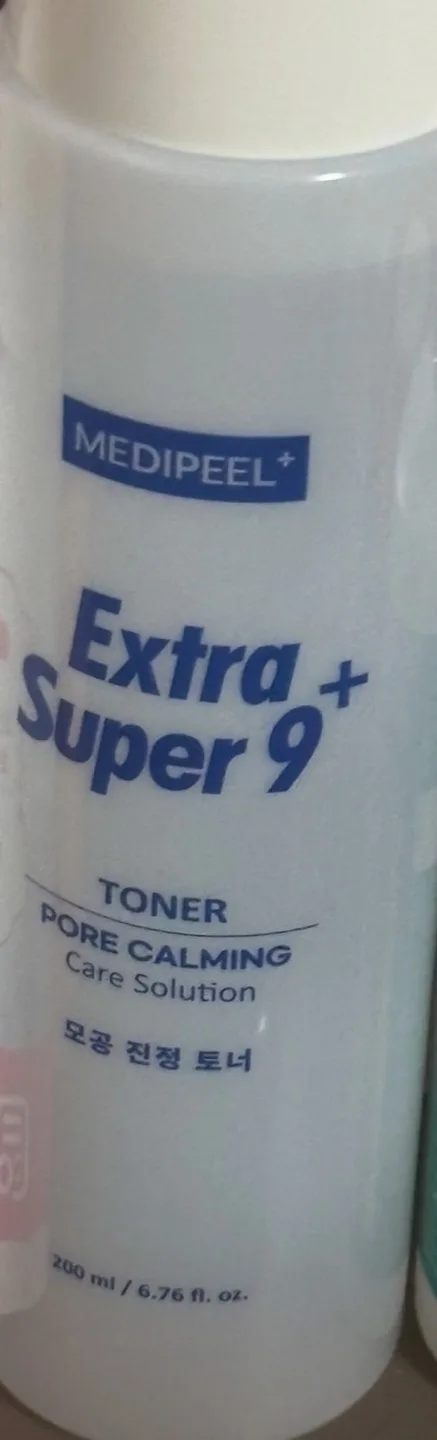 MEDIPEEL+
Extra
Super 9+
TONER
PORE CALMING
Care Solution
모공 진정 토너
200 ml / 6.76 fl. oz.